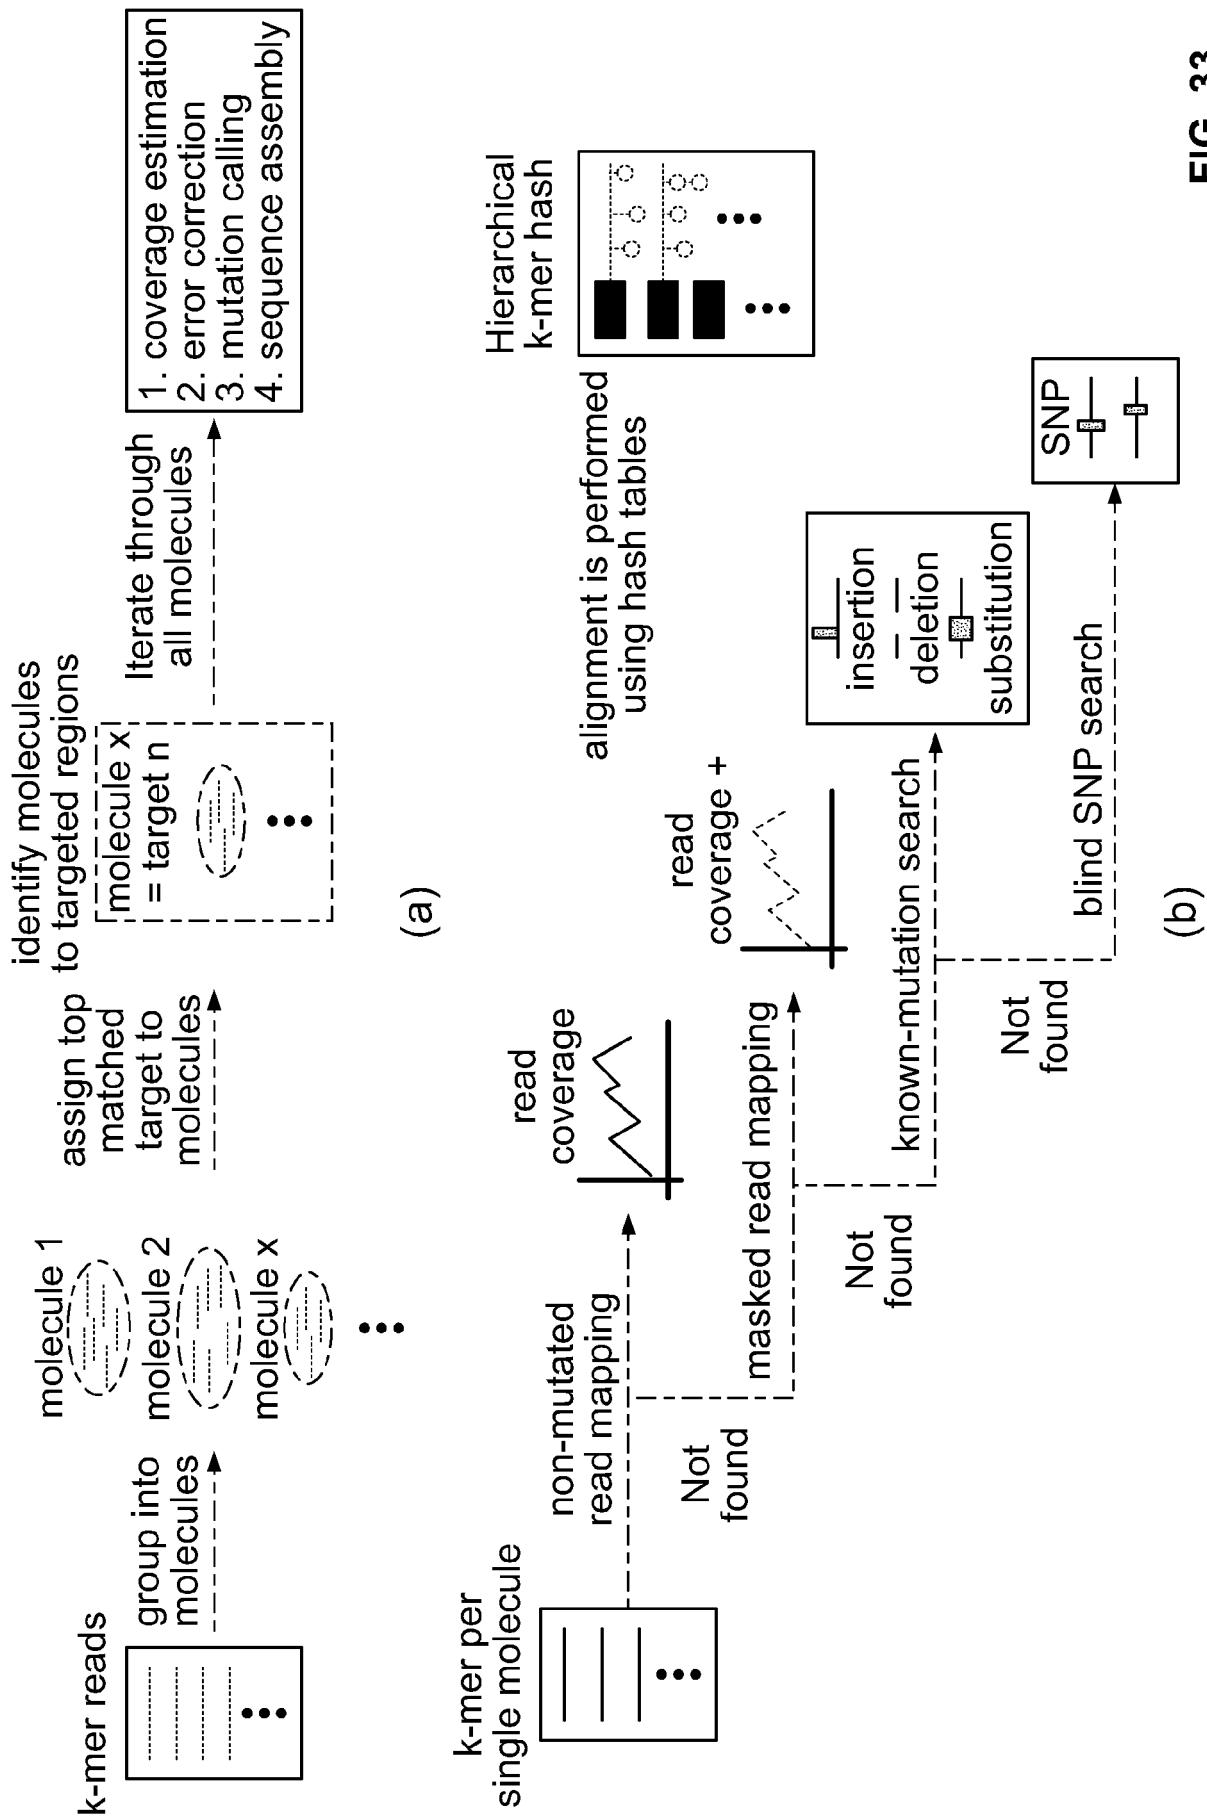 k-mer reads
group into
molecules
molecule 1
molecule 2
molecule x
assign top
matched
target to
molecules
identify molecules
to targeted regions
molecule x
= target n
Iterate through
all molecules
1. coverage estimation
2. error correction
3. mutation calling
4. sequence assembly
(a)
k-mer per
single molecule
non-mutated
read mapping
read
coverage
Not
found
masked read mapping
read
coverage +
Not
found
known-mutation search
insertion
deletion
substitution
Not
found
blind SNP search
SNP
alignment is performed
using hash tables
Hierarchical
k-mer hash
(b)
FIG. 33